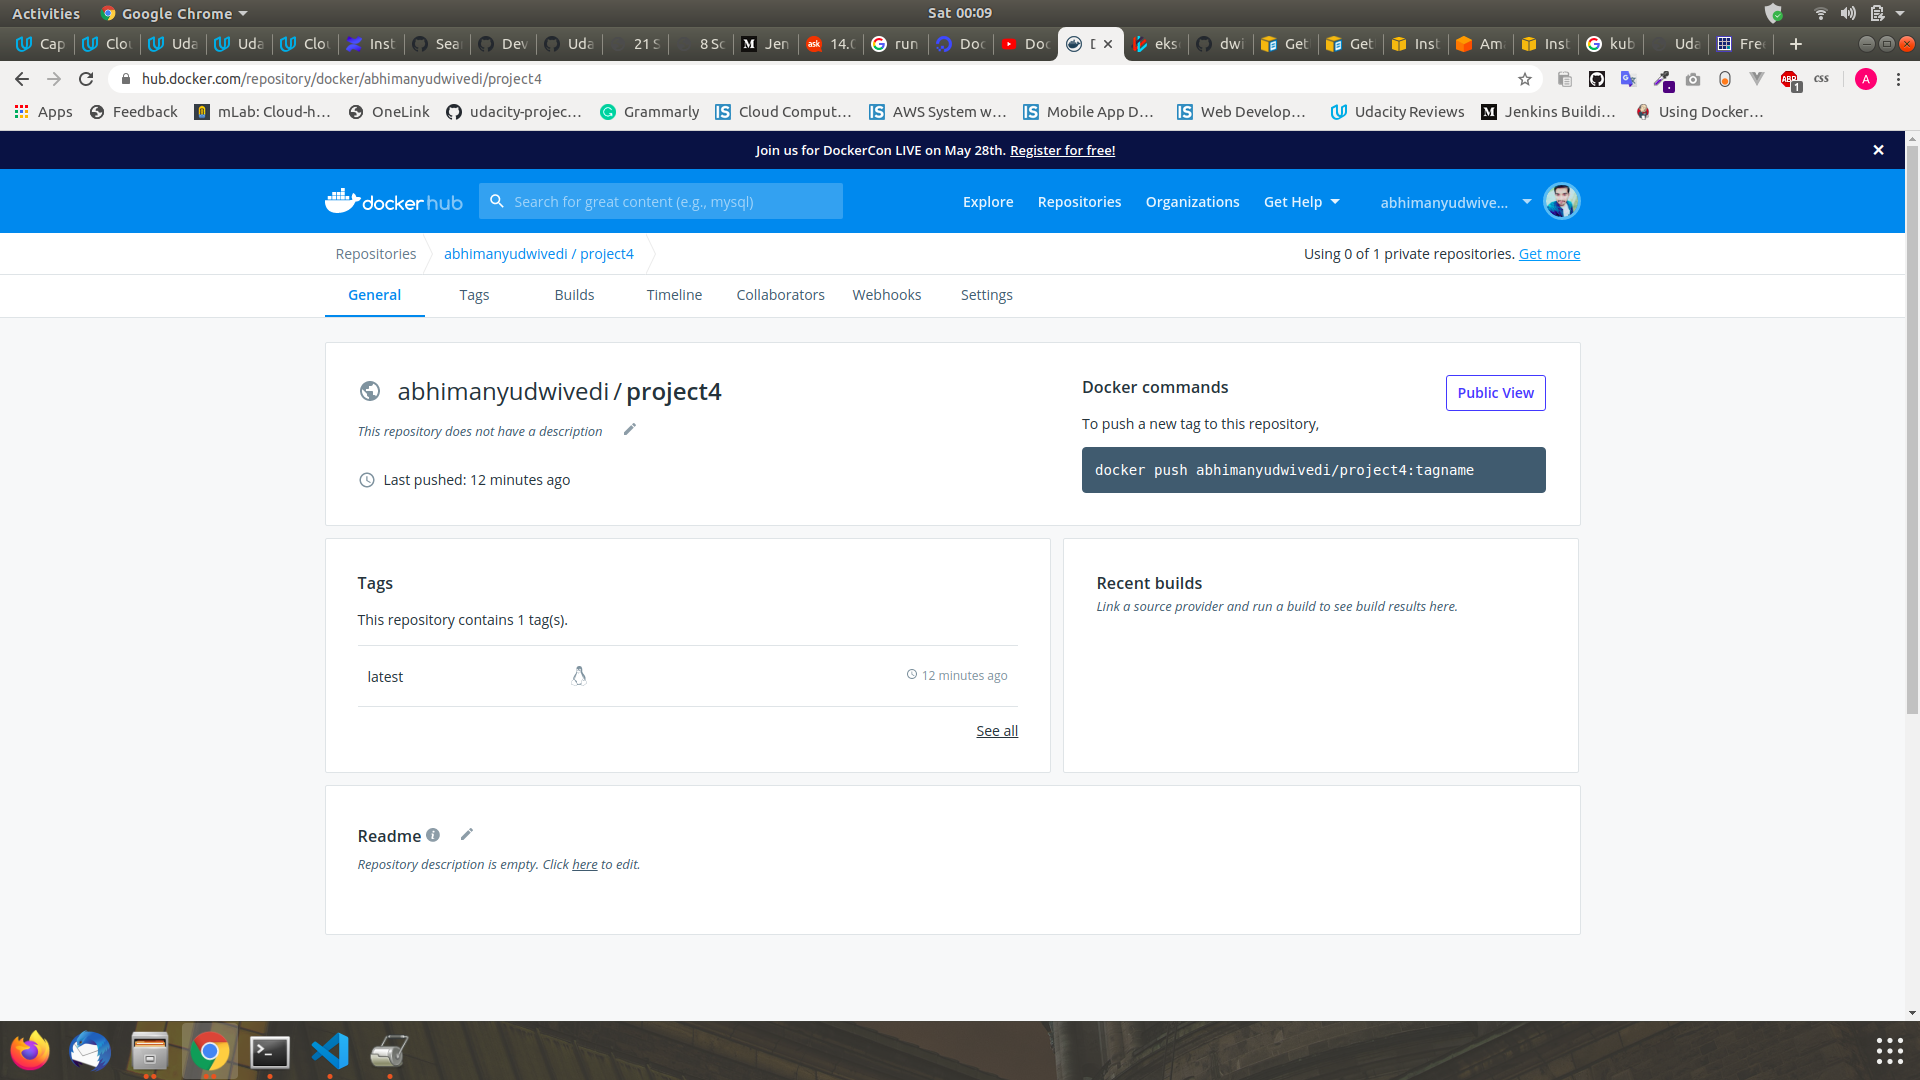 Activities Google Chrome Sat 00:09
Cap Clou Uda Uda Clou Inst Sear Dev Uda 21 S 8 Sc Jen 14.0 run Doc Doc D eks dwi Get Get Inst Ama Inst kub Uda Free
hub.docker.com/repository/docker/abhimanyudwivedi/project4 css A
Apps Feedback mLab: Cloud-h... OneLink udacity-projec... Grammarly Cloud Comput... AWS System w... Mobile App D... Web Develop... Udacity Reviews Jenkins Buildi... Using Docker...
Join us for DockerCon LIVE on May 28th. Register for free!
docker hub Search for great content (e.g., mysql) Explore Repositories Organizations Get Help abhimanyudwive...
Repositories abhimanyudwivedi / project4 Using 0 of 1 private repositories. Get more
General Tags Builds Timeline Collaborators Webhooks Settings
abhimanyudwivedi / project4
This repository does not have a description
Last pushed: 12 minutes ago
Docker commands
Public View
To push a new tag to this repository,
docker push abhimanyudwivedi/project4:tagname
Tags
This repository contains 1 tag(s).
latest 12 minutes ago
See all
Recent builds
Link a source provider and run a build to see build results here.
Readme
Repository description is empty. Click here to edit.